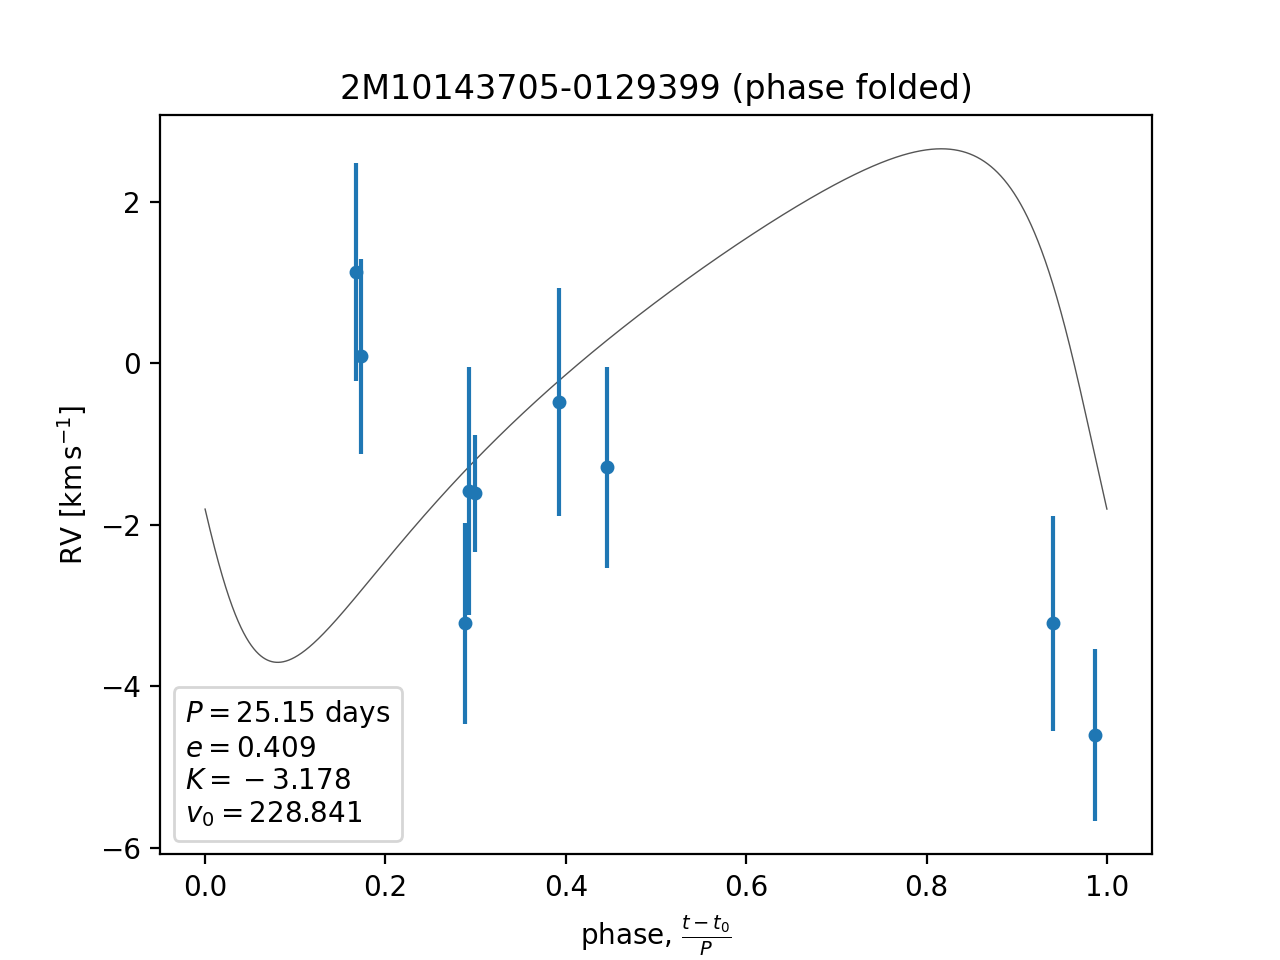 2M10143705-0129399 (phase folded)
RV [km s⁻¹]
2
0
−2
−4
−6
P = 25.15 days
e = 0.409
K = −3.178
v₀ = 228.841
0.0 0.2 0.4 0.6 0.8 1.0
phase, (t − t₀)/P